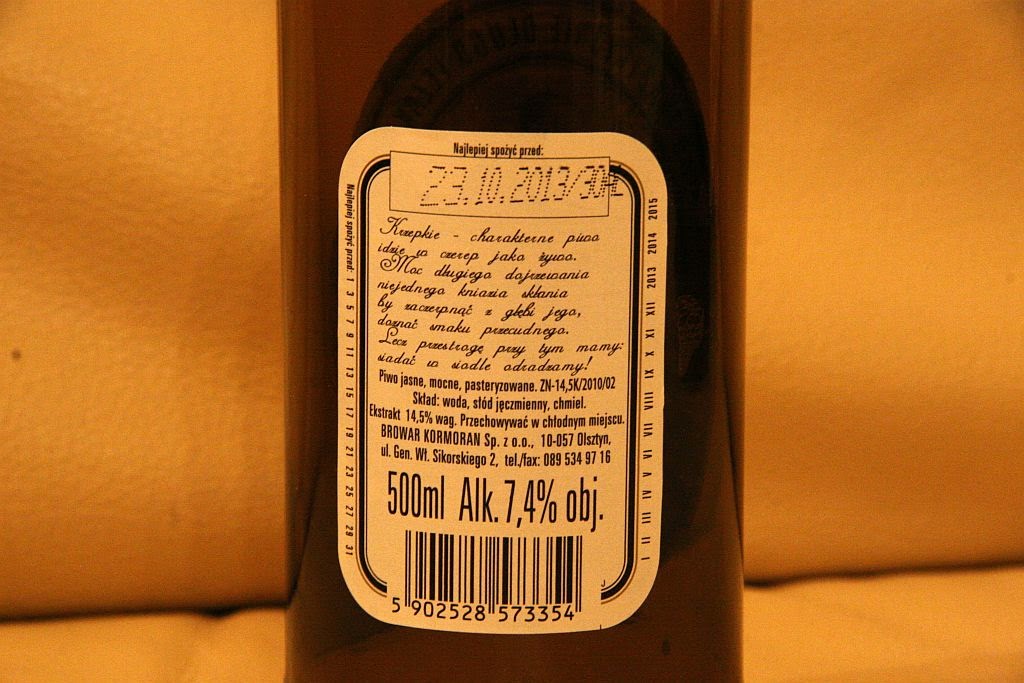 Najlepiej spożyć przed:
23.10.2013/30
Krzepkie - charakterne piwo
idzie w czerep jako żywo.
Moc długiego dojrzewania
niejednego kniazia skłania
by zaczerpnąć z głębi jego,
doznać smaku przecudnego.
Lecz przestrogę przy tym mamy:
siadać w siodle odradzamy!
Piwo jasne, mocne, pasteryzowane. ZN-14,5K/2010/02
Skład: woda, słód jęczmienny, chmiel.
Ekstrakt 14,5% wag. Przechowywać w chłodnym miejscu.
BROWAR KORMORAN Sp. z o.o., 10-057 Olsztyn,
ul. Gen. Wł. Sikorskiego 2, tel./fax: 089 534 97 16
500ml Alk. 7,4% obj.
5 902528 573354
Najlepiej spożyć przed: 1 3 5 7 9 11 13 15 17 19 21 23 25 27 29 31
I II III IV V VI VII VIII IX X XI XII 2013 2014 2015